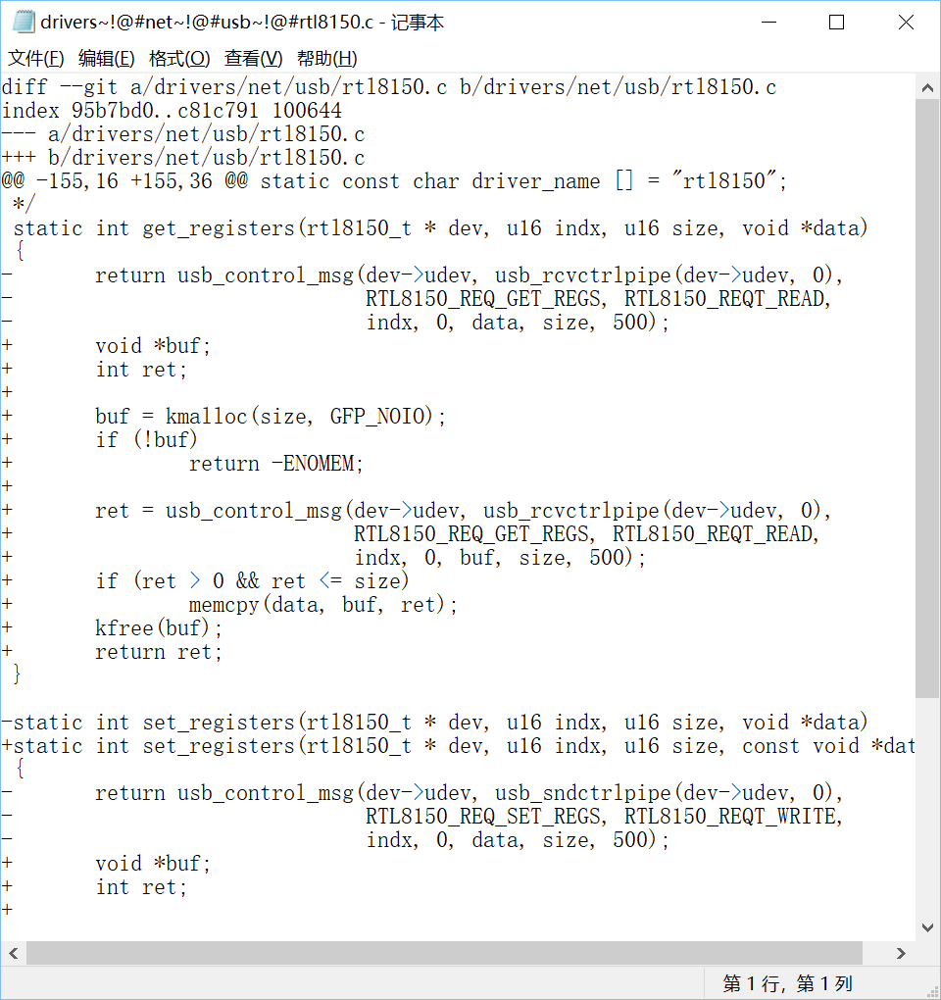 drivers~!@#net~!@#usb~!@#rtl8150.c - 记事本
文件(F) 编辑(E) 格式(O) 查看(V) 帮助(H)
diff --git a/drivers/net/usb/rtl8150.c b/drivers/net/usb/rtl8150.c
index 95b7bd0..c81c791 100644
--- a/drivers/net/usb/rtl8150.c
+++ b/drivers/net/usb/rtl8150.c
@@ -155,16 +155,36 @@ static const char driver_name [] = "rtl8150";
 */
 static int get_registers(rtl8150_t * dev, u16 indx, u16 size, void *data)
 {
-       return usb_control_msg(dev->udev, usb_rcvctrlpipe(dev->udev, 0),
-                              RTL8150_REQ_GET_REGS, RTL8150_REQT_READ,
-                              indx, 0, data, size, 500);
+       void *buf;
+       int ret;
+
+       buf = kmalloc(size, GFP_NOIO);
+       if (!buf)
+               return -ENOMEM;
+
+       ret = usb_control_msg(dev->udev, usb_rcvctrlpipe(dev->udev, 0),
+                             RTL8150_REQ_GET_REGS, RTL8150_REQT_READ,
+                             indx, 0, buf, size, 500);
+       if (ret > 0 && ret <= size)
+               memcpy(data, buf, ret);
+       kfree(buf);
+       return ret;
 }

-static int set_registers(rtl8150_t * dev, u16 indx, u16 size, void *data)
+static int set_registers(rtl8150_t * dev, u16 indx, u16 size, const void *dat
 {
-       return usb_control_msg(dev->udev, usb_sndctrlpipe(dev->udev, 0),
-                              RTL8150_REQ_SET_REGS, RTL8150_REQT_WRITE,
-                              indx, 0, data, size, 500);
+       void *buf;
+       int ret;
+
第 1 行，第 1 列